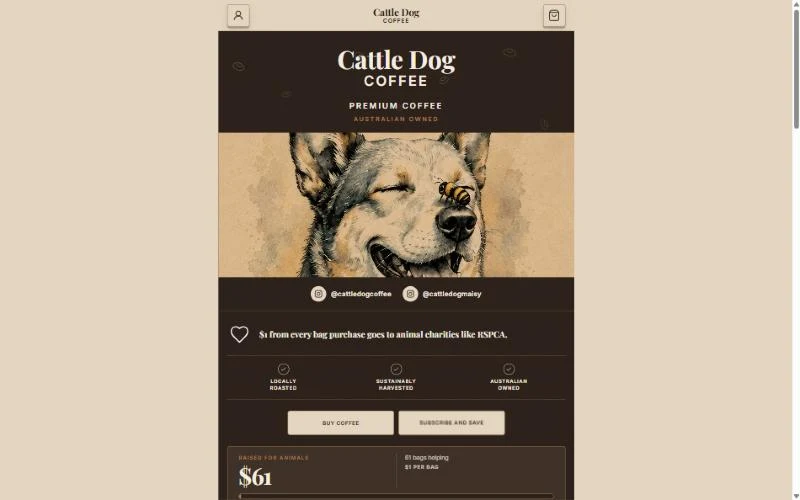 Cattle Dog
COFFEE
Cattle Dog
COFFEE
PREMIUM COFFEE
AUSTRALIAN OWNED
@cattledogcoffee
@cattledogmaisy
$1 from every bag purchase goes to animal charities like RSPCA.
LOCALLY
ROASTED
SUSTAINABLY
HARVESTED
AUSTRALIAN
OWNED
BUY COFFEE
SUBSCRIBE AND SAVE
RAISED FOR ANIMALS
$61
61 bags helping
$1 PER BAG